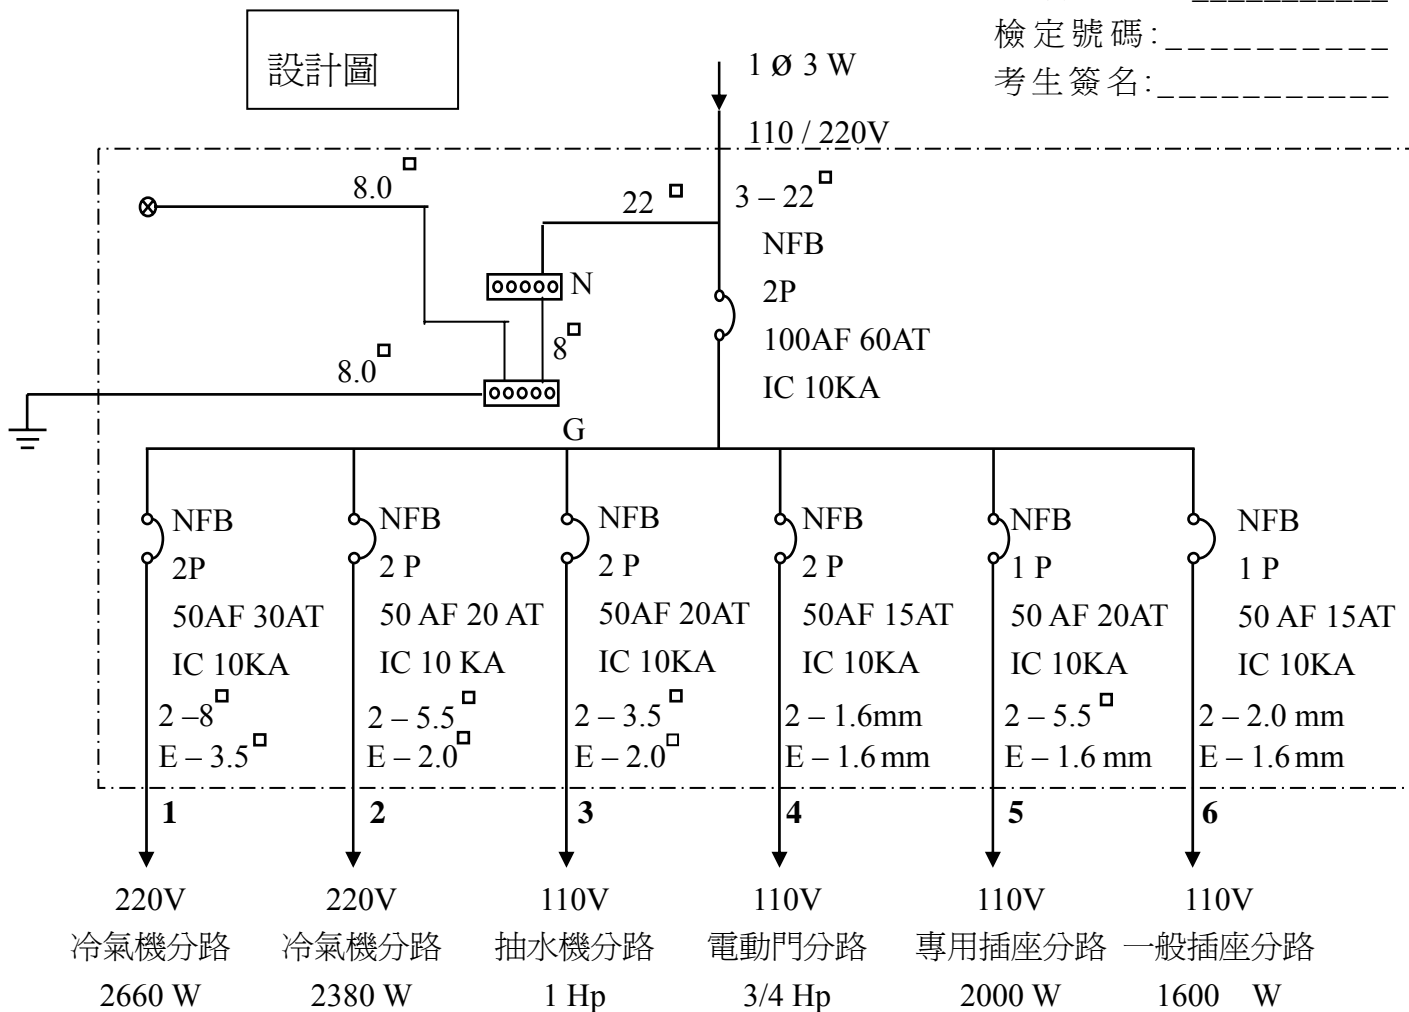 設計圖
檢定號碼:__________
考生簽名:___________
1 Ø 3 W
110 / 220V
8.0□
22 □
3 – 22□
NFB
2P
100AF 60AT
IC 10KA
N
8□
8.0□
G
NFB
2P
50AF 30AT
IC 10KA
2 –8□
E – 3.5□
1
220V
冷氣機分路
2660 W
NFB
2 P
50 AF 20 AT
IC 10 KA
2 – 5.5□
E – 2.0□
2
220V
冷氣機分路
2380 W
NFB
2 P
50AF 20AT
IC 10KA
2 – 3.5□
E – 2.0□
3
110V
抽水機分路
1 Hp
NFB
2 P
50AF 15AT
IC 10KA
2 – 1.6mm
E – 1.6 mm
4
110V
電動門分路
3/4 Hp
NFB
1 P
50 AF 20AT
IC 10KA
2 – 5.5□
E – 1.6 mm
5
110V
專用插座分路
2000 W
NFB
1 P
50 AF 15AT
IC 10KA
2 – 2.0 mm
E – 1.6 mm
6
110V
一般插座分路
1600 W